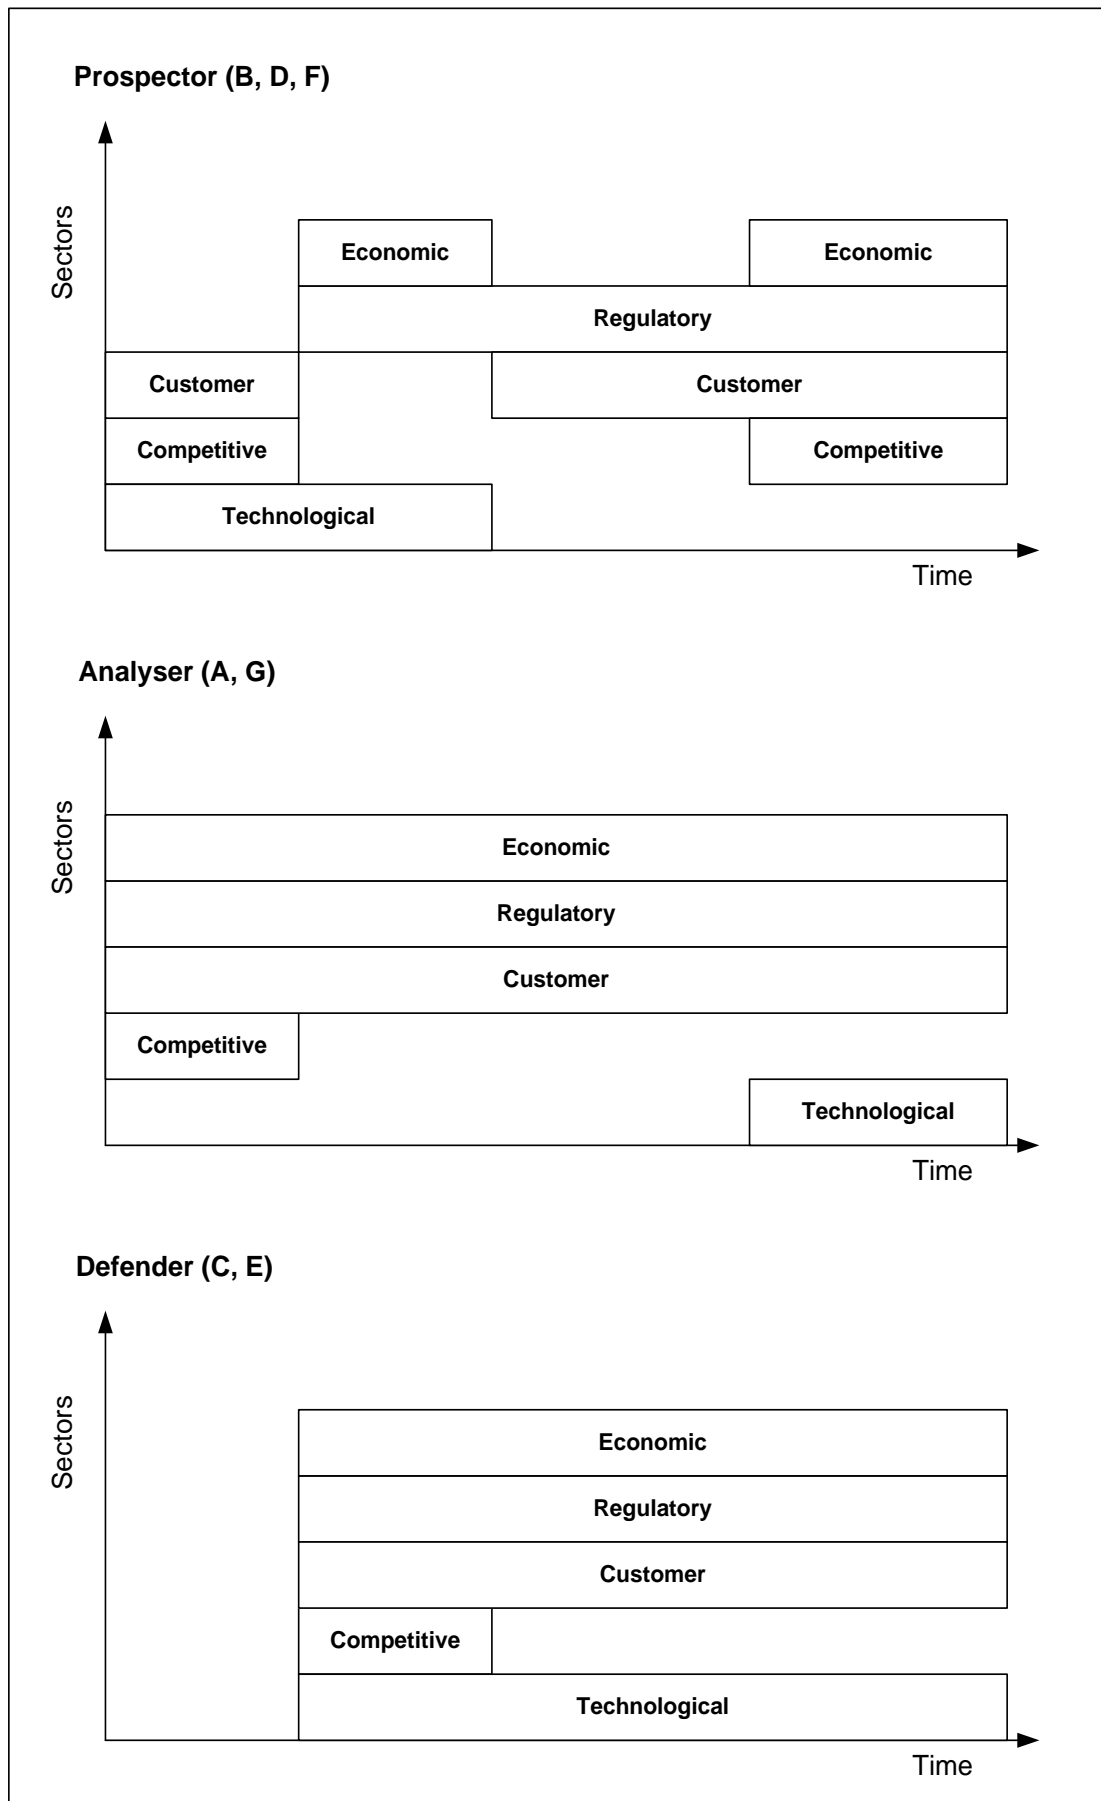 Prospector (B, D, F)
Sectors
Economic
Economic
Regulatory
Customer
Customer
Competitive
Competitive
Technological
Time
Analyser (A, G)
Sectors
Economic
Regulatory
Customer
Competitive
Technological
Time
Defender (C, E)
Sectors
Economic
Regulatory
Customer
Competitive
Technological
Time